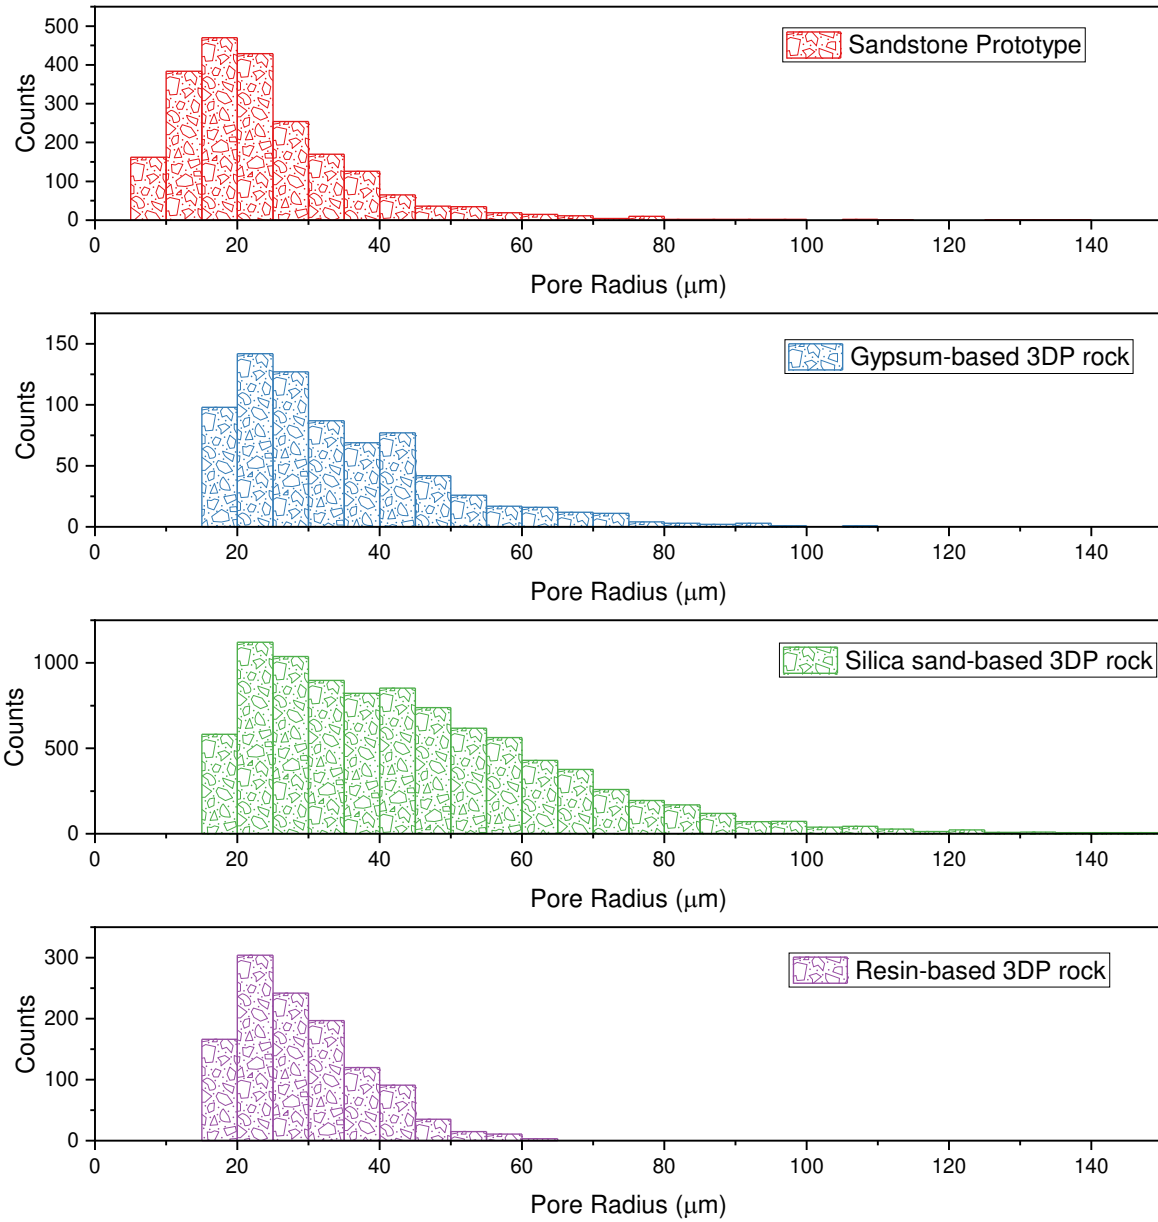 500
400
300
200
100
0
Counts
Sandstone Prototype
0 20 40 60 80 100 120 140
Pore Radius (μm)
150
100
50
0
Counts
Gypsum-based 3DP rock
0 20 40 60 80 100 120 140
Pore Radius (μm)
1000
500
0
Counts
Silica sand-based 3DP rock
0 20 40 60 80 100 120 140
Pore Radius (μm)
300
200
100
0
Counts
Resin-based 3DP rock
0 20 40 60 80 100 120 140
Pore Radius (μm)